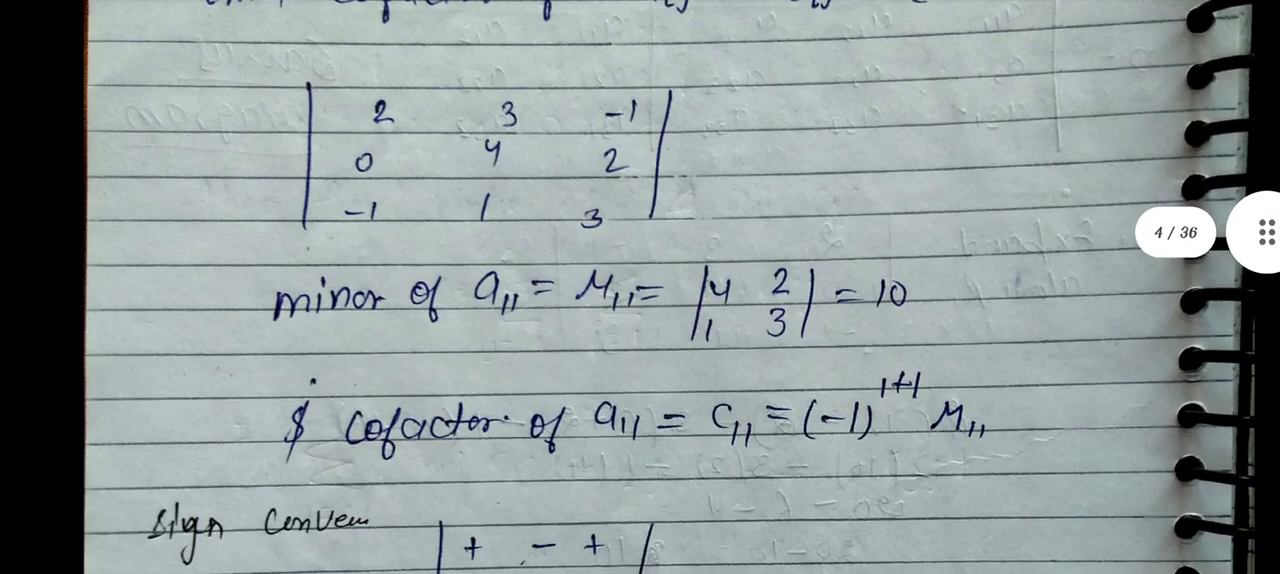 | 2 3 -1 |
| 0 4 2 |
| -1 1 3 |
4 / 36
minor of a₁₁ = M₁₁ = |4 2| = 10
|1 3|
$ cofactor of a₁₁ = C₁₁ = (-1)¹⁺¹ M₁₁
sign
| + - + |